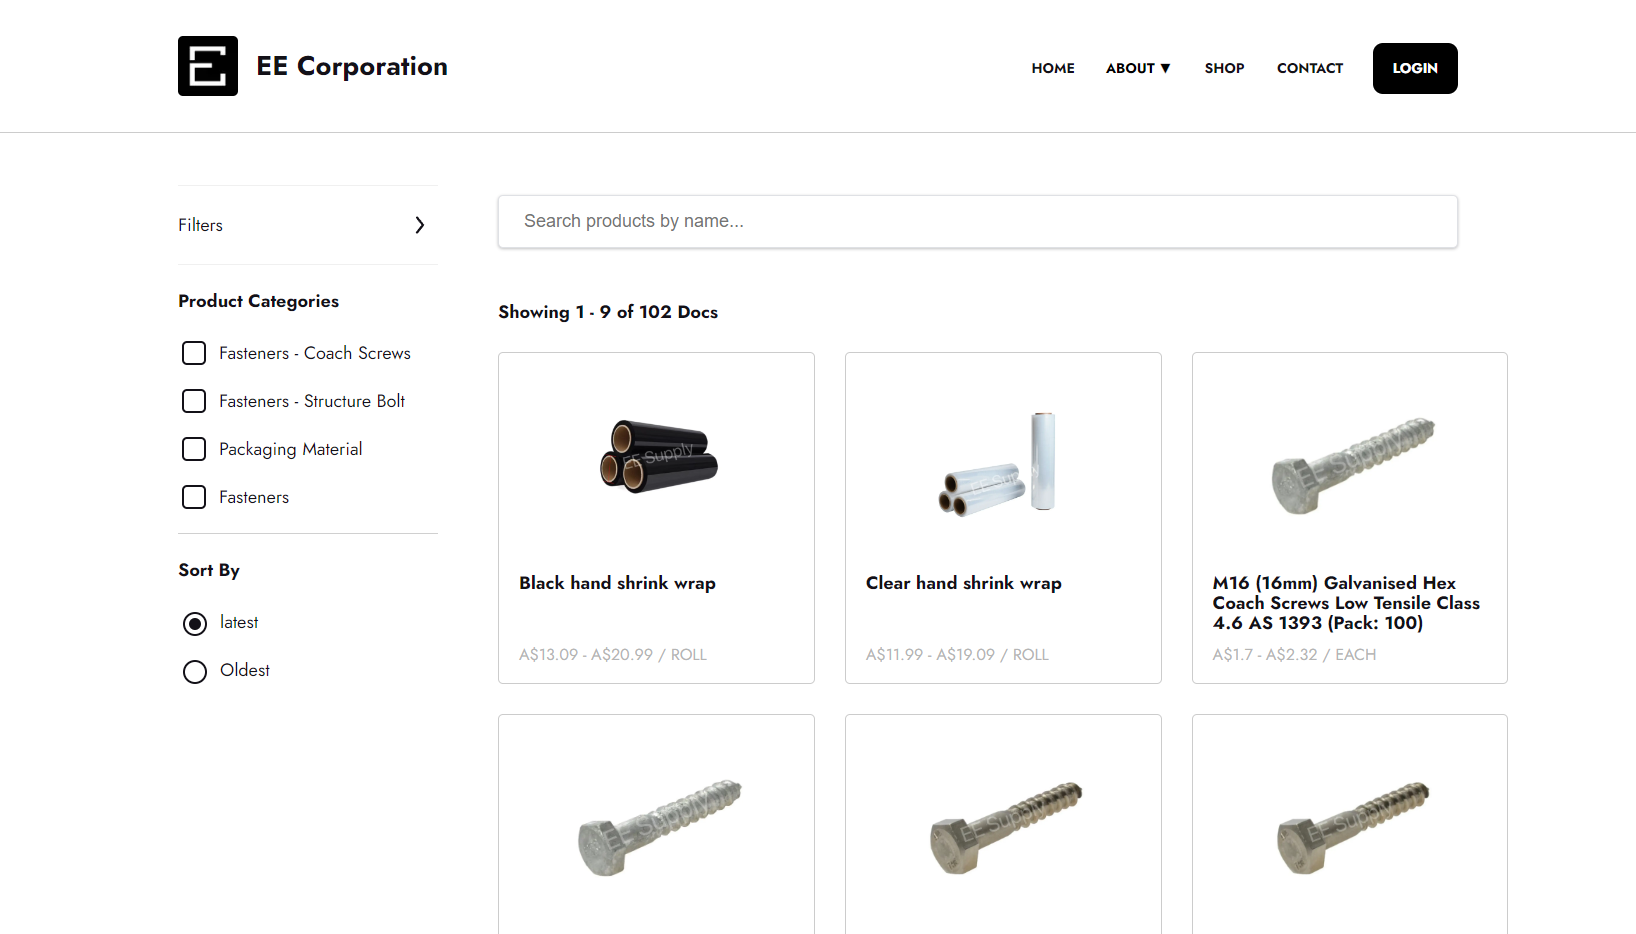 EE Corporation
HOME
ABOUT ▼
SHOP
CONTACT
LOGIN
Filters
Product Categories
Fasteners - Coach Screws
Fasteners - Structure Bolt
Packaging Material
Fasteners
Sort By
latest
Oldest
Search products by name...
Showing 1 - 9 of 102 Docs
EE Supply
Black hand shrink wrap
A$13.09 - A$20.99 / ROLL
EE Supply
Clear hand shrink wrap
A$11.99 - A$19.09 / ROLL
Supply
M16 (16mm) Galvanised Hex
Coach Screws Low Tensile Class
4.6 AS 1393 (Pack: 100)
A$1.7 - A$2.32 / EACH
Supply
EE Supply
EE Supply